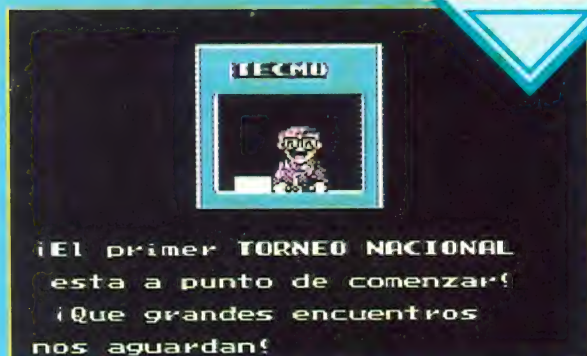 TECMO
¡El primer TORNEO NACIONAL
esta a punto de comenzar!
¡Que grandes encuentros
nos aguardan!